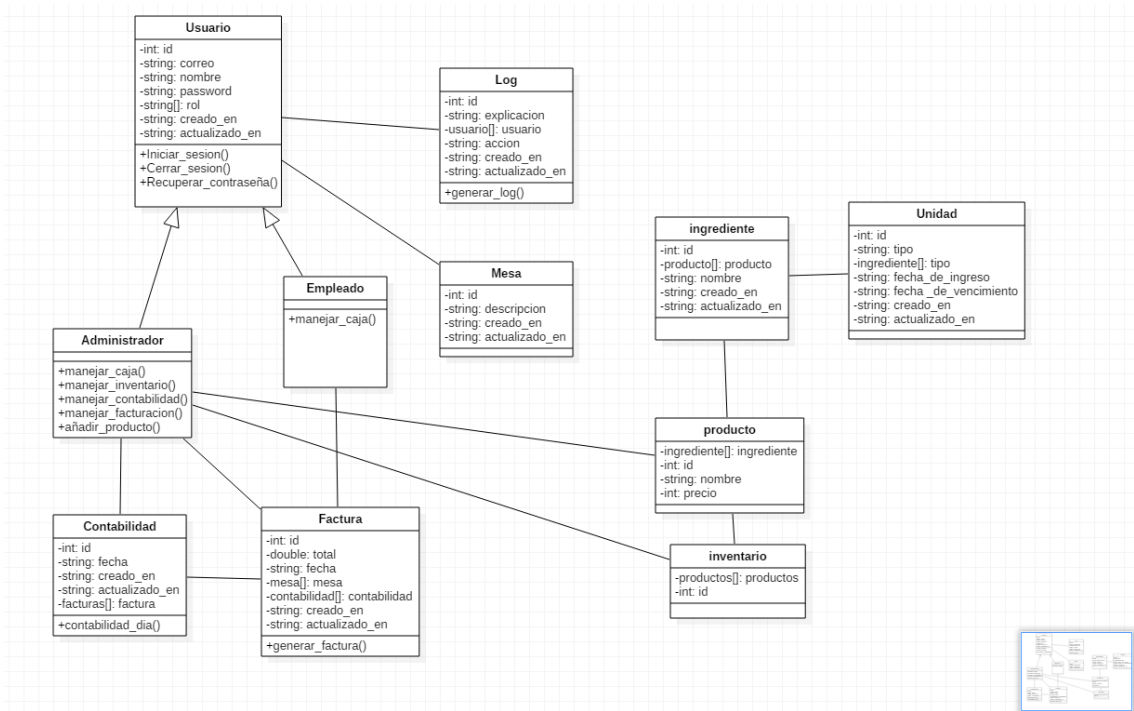 Usuario
-int: id
-string: correo
-string: nombre
-string: password
-string[]: rol
-string: creado_en
-string: actualizado_en
+Iniciar_sesion()
+Cerrar_sesion()
+Recuperar_contraseña()
Log
-int: id
-string: explicacion
-usuario[]: usuario
-string: accion
-string: creado_en
-string: actualizado_en
+generar_log()
Mesa
-int: id
-string: descripcion
-string: creado_en
-string: actualizado_en
ingrediente
-int: id
-producto[]: producto
-string: nombre
-string: creado_en
-string: actualizado_en
Unidad
-int: id
-string: tipo
-ingrediente[]: tipo
-string: fecha_de_ingreso
-string: fecha _de_vencimiento
-string: creado_en
-string: actualizado_en
Empleado
+manejar_caja()
Administrador
+manejar_caja()
+manejar_inventario()
+manejar_contabilidad()
+manejar_facturacion()
+añadir_producto()
producto
-ingrediente[]: ingrediente
-int: id
-string: nombre
-int: precio
Contabilidad
-int: id
-string: fecha
-string: creado_en
-string: actualizado_en
-facturas[]: factura
+contabilidad_dia()
Factura
-int: id
-double: total
-string: fecha
-mesa[]: mesa
-contabilidad[]: contabilidad
-string: creado_en
-string: actualizado_en
+generar_factura()
inventario
-productos[]: productos
-int: id